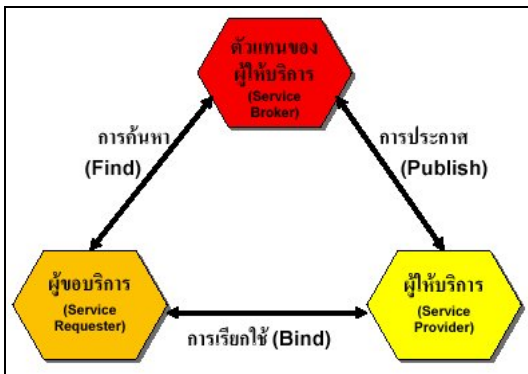 ตัวแทนของ
ผู้ให้บริการ
(Service
Broker)
การค้นหา
(Find)
การประกาศ
(Publish)
ผู้ขอบริการ
(Service
Requester)
ผู้ให้บริการ
(Service
Provider)
การเรียกใช้ (Bind)